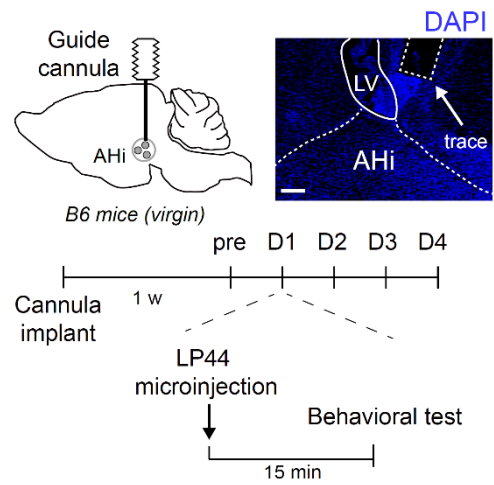 DAPI
Guide
cannula
LV
trace
AHi
AHi
B6 mice (virgin)
pre D1 D2 D3 D4
1 w
Cannula
implant
LP44
microinjection
Behavioral test
15 min